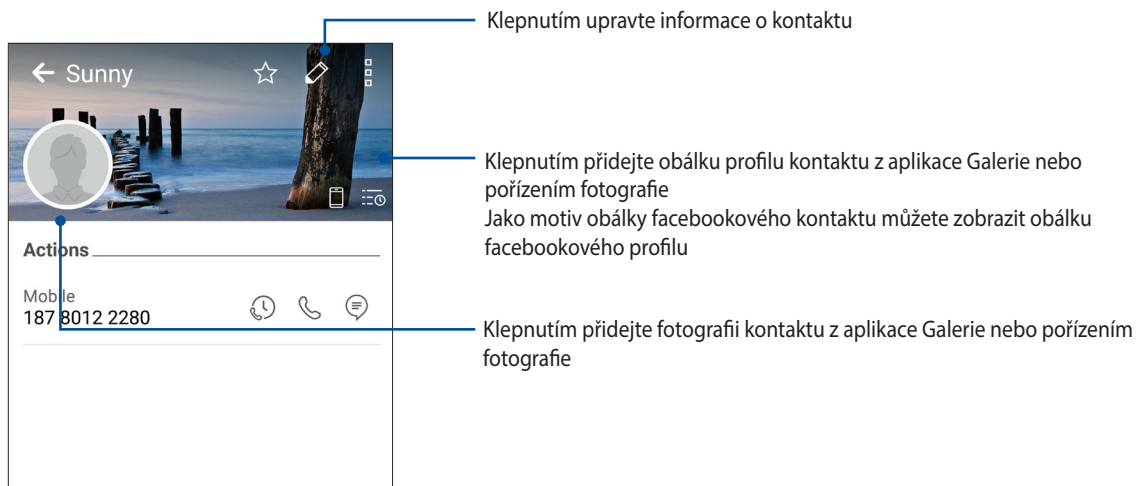 Klepnutím upravte informace o kontaktu
Sunny
Klepnutím přidejte obálku profilu kontaktu z aplikace Galerie nebo
pořízením fotografie
Jako motiv obálky facebookového kontaktu můžete zobrazit obálku
facebookového profilu
Actions
Mobile
187 8012 2280
Klepnutím přidejte fotografii kontaktu z aplikace Galerie nebo pořízením
fotografie